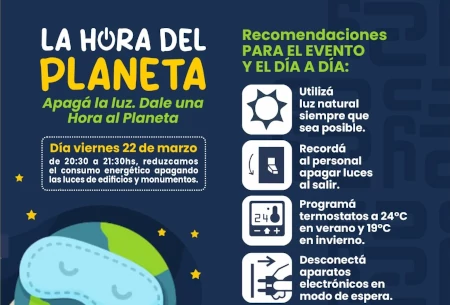 LA HORA DEL
PLANETA
Apagá la luz. Dale una
Hora al Planeta
Día viernes 22 de marzo
de 20:30 a 21:30hs, reduzcamos
el consumo energético apagando
las luces de edificios y monumentos.
Recomendaciones
PARA EL EVENTO
Y EL DÍA A DÍA:
Utilizá
luz natural
siempre que
sea posible.
Recordá
al personal
apagar luces
al salir.
24°
Programá
termostatos a 24°C
en verano y 19°C
en invierno.
Desconectá
aparatos
electrónicos en
modo de espera.